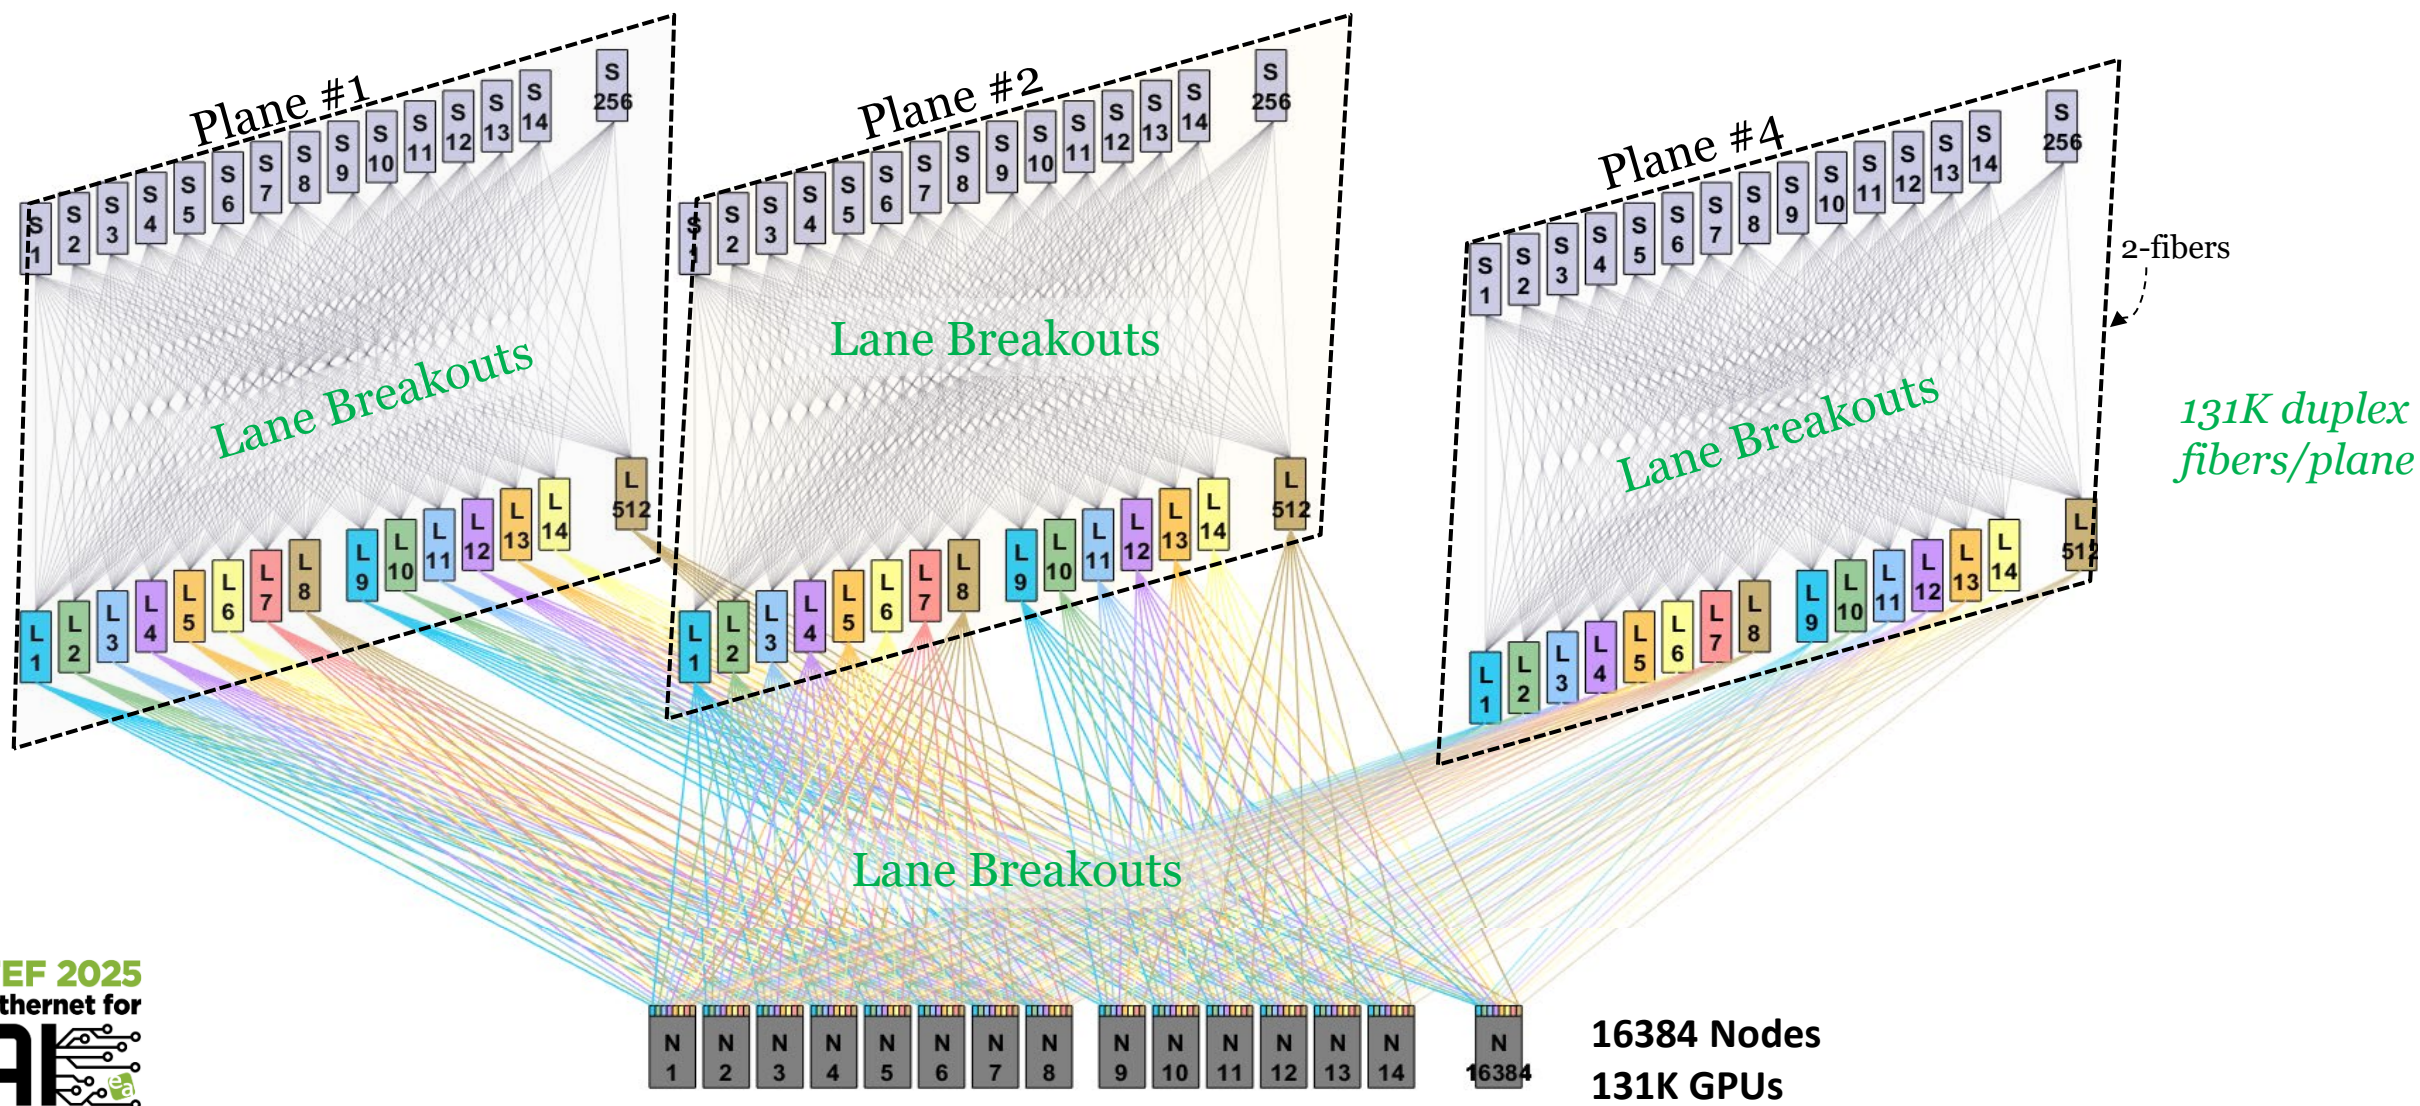 Plane #1
S 1
S 2
S 3
S 4
S 5
S 6
S 7
S 8
S 9
S 10
S 11
S 12
S 13
S 14
S 256
Lane Breakouts
L 1
L 2
L 3
L 4
L 5
L 6
L 7
L 8
L 9
L 10
L 11
L 12
L 13
L 14
L 512
Plane #2
S 1
S 2
S 3
S 4
S 5
S 6
S 7
S 8
S 9
S 10
S 11
S 12
S 13
S 14
S 256
Lane Breakouts
L 1
L 2
L 3
L 4
L 5
L 6
L 7
L 8
L 9
L 10
L 11
L 12
L 13
L 14
L 512
Plane #4
S 1
S 2
S 3
S 4
S 5
S 6
S 7
S 8
S 9
S 10
S 11
S 12
S 13
S 14
S 256
Lane Breakouts
L 1
L 2
L 3
L 4
L 5
L 6
L 7
L 8
L 9
L 10
L 11
L 12
L 13
L 14
L 512
2-fibers
131K duplex
fibers/plane
Lane Breakouts
N 1
N 2
N 3
N 4
N 5
N 6
N 7
N 8
N 9
N 10
N 11
N 12
N 13
N 14
N 16384
16384 Nodes
131K GPUs
EF 2025
thernet for
AI
ea